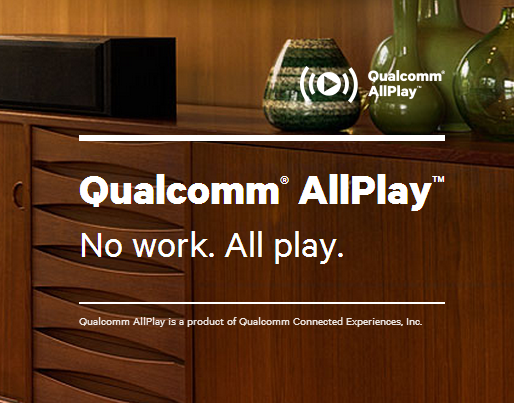 Qualcomm®
AllPlay™
Qualcomm® AllPlay™
No work. All play.
Qualcomm AllPlay is a product of Qualcomm Connected Experiences, Inc.